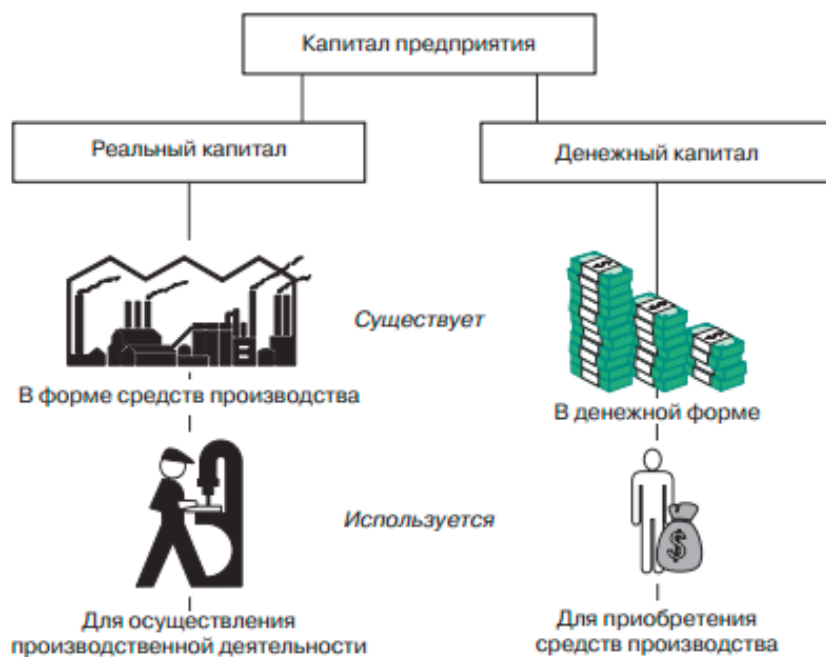 Капитал предприятия
Реальный капитал
Денежный капитал
Существует
В форме средств производства
В денежной форме
Используется
Для осуществления
производственной деятельности
Для приобретения
средств производства